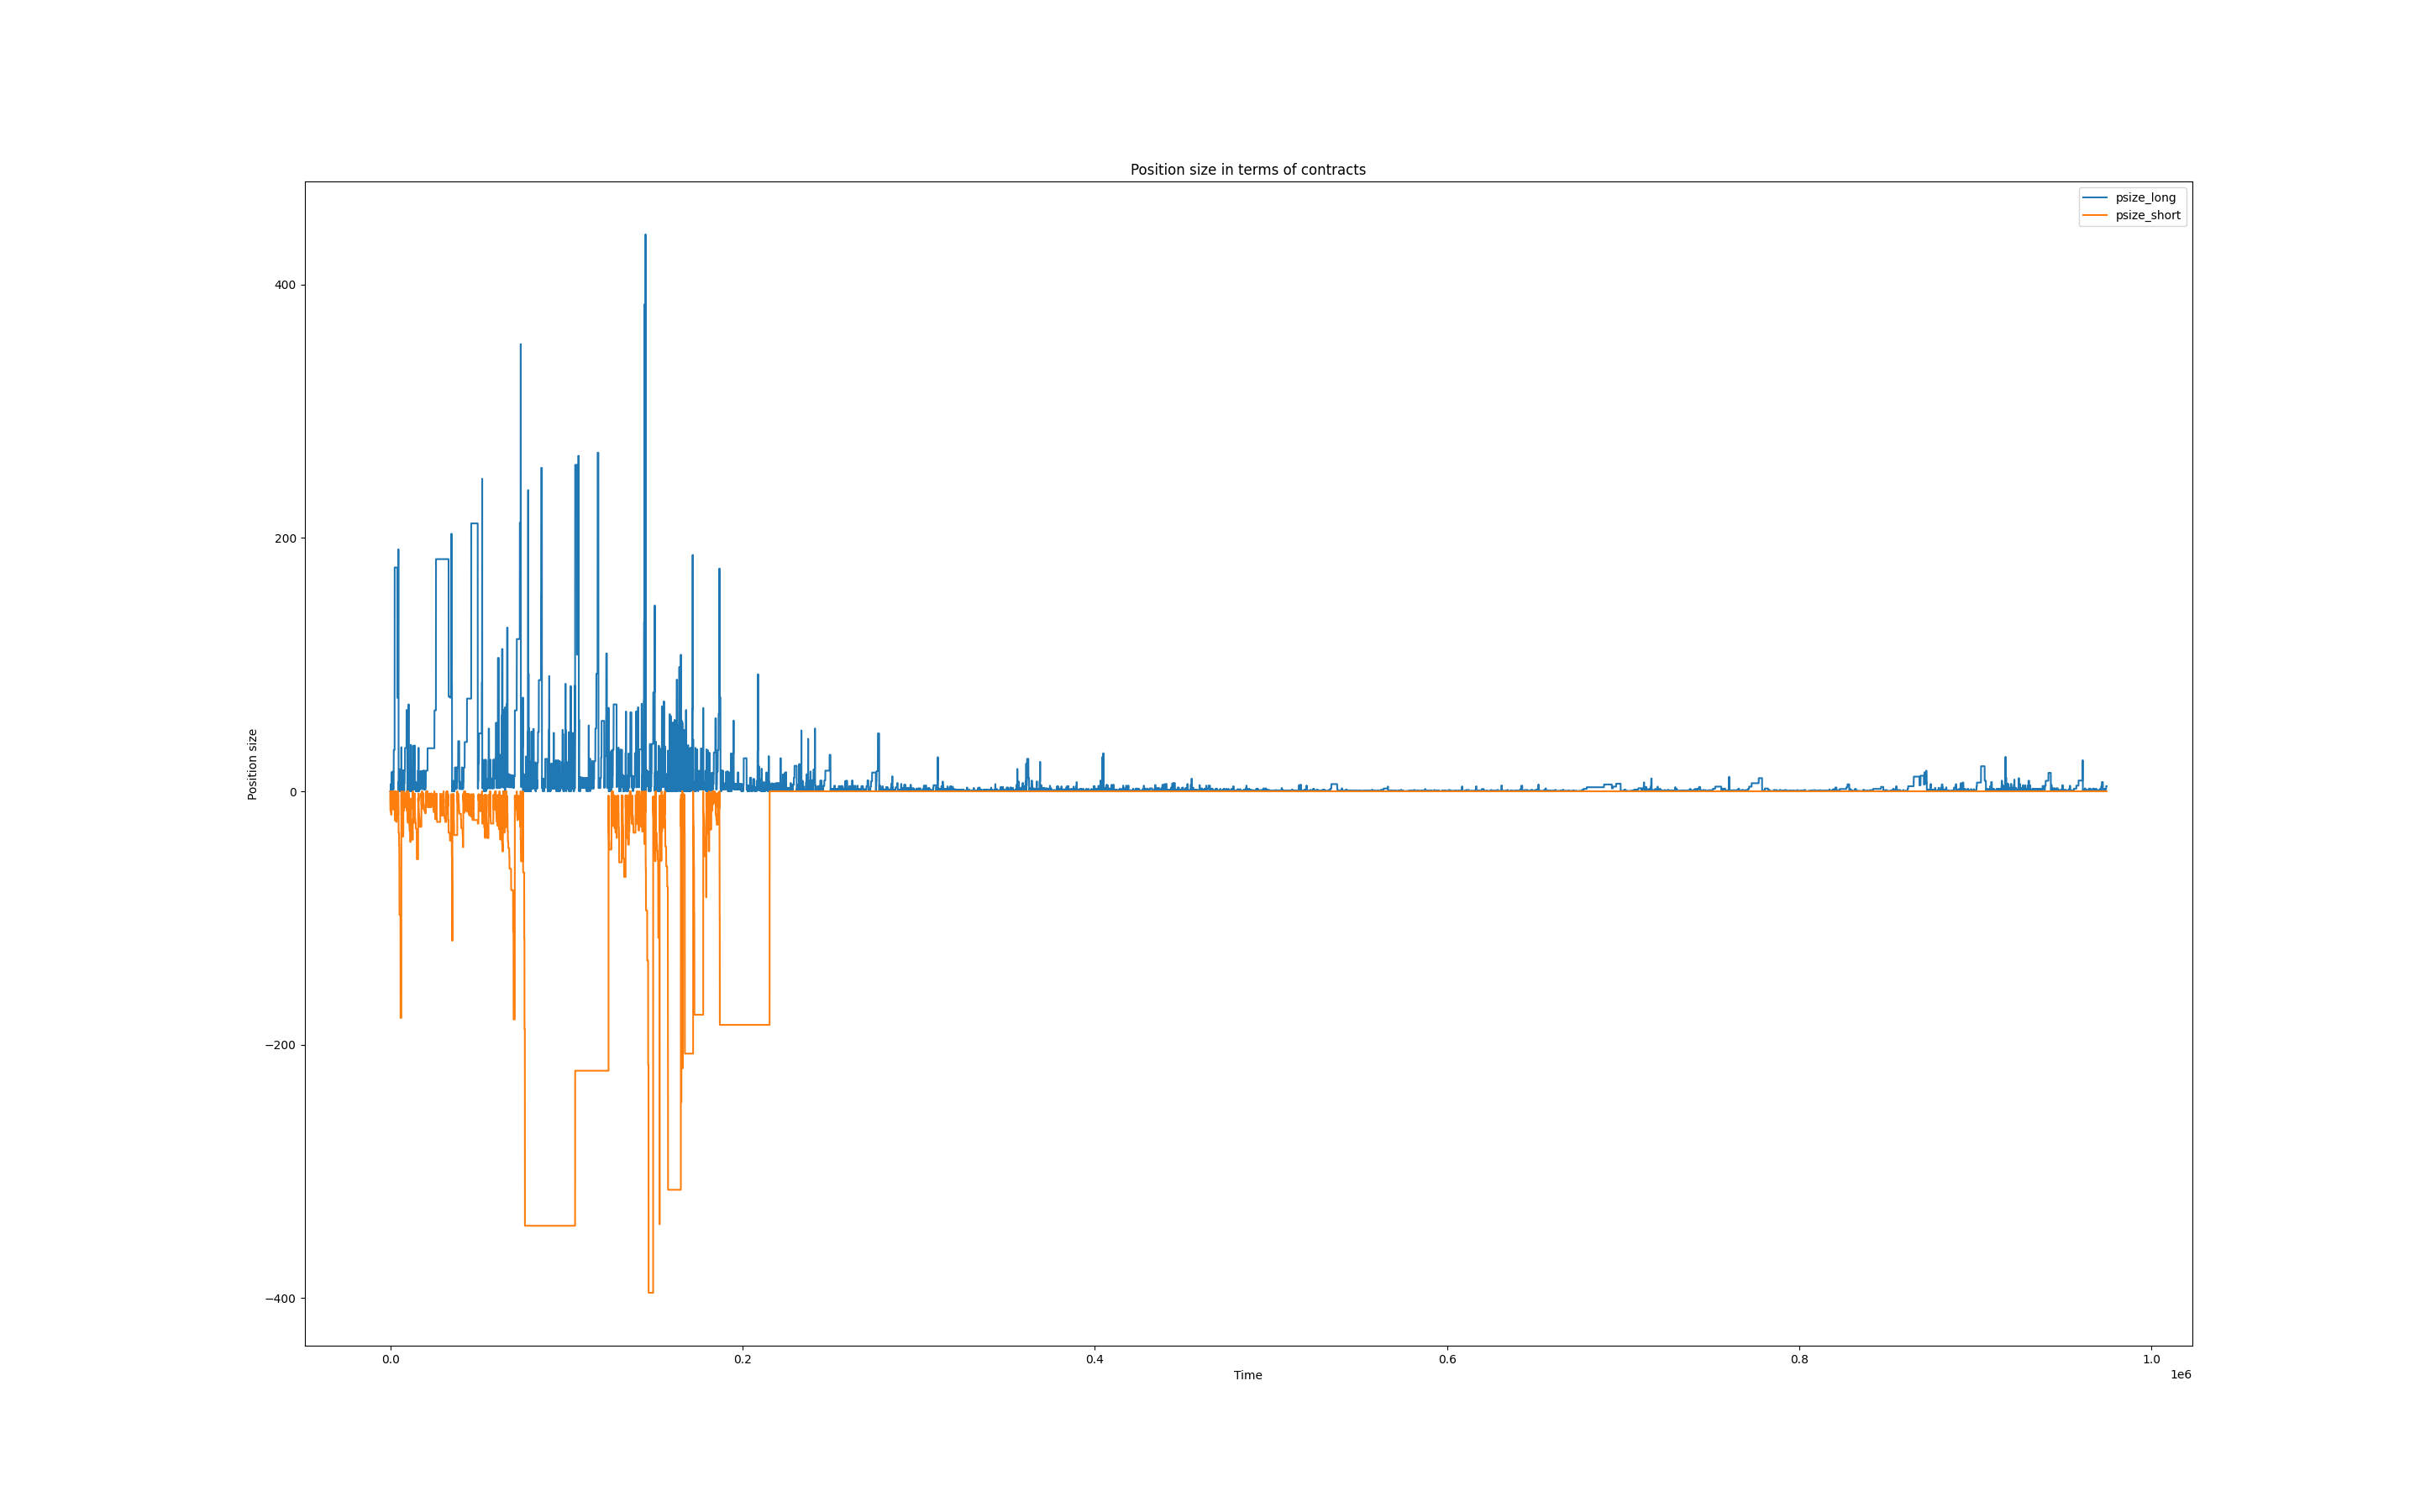 Position size in terms of contracts
psize_long
psize_short
400
200
0
−200
−400
Position size
0.0
0.2
0.4
0.6
0.8
1.0
1e6
Time